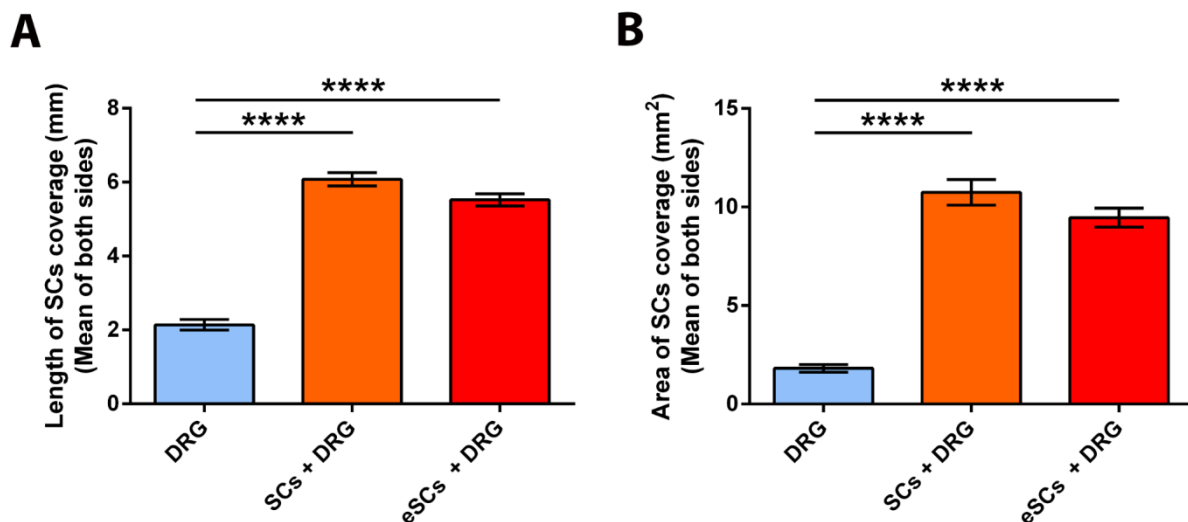 A
Length of SCs coverage (mm)
(Mean of both sides)
8
6
4
2
0
****
****
DRG
SCs + DRG
eSCs + DRG
B
Area of SCs coverage (mm²)
(Mean of both sides)
15
10
5
0
****
****
DRG
SCs + DRG
eSCs + DRG